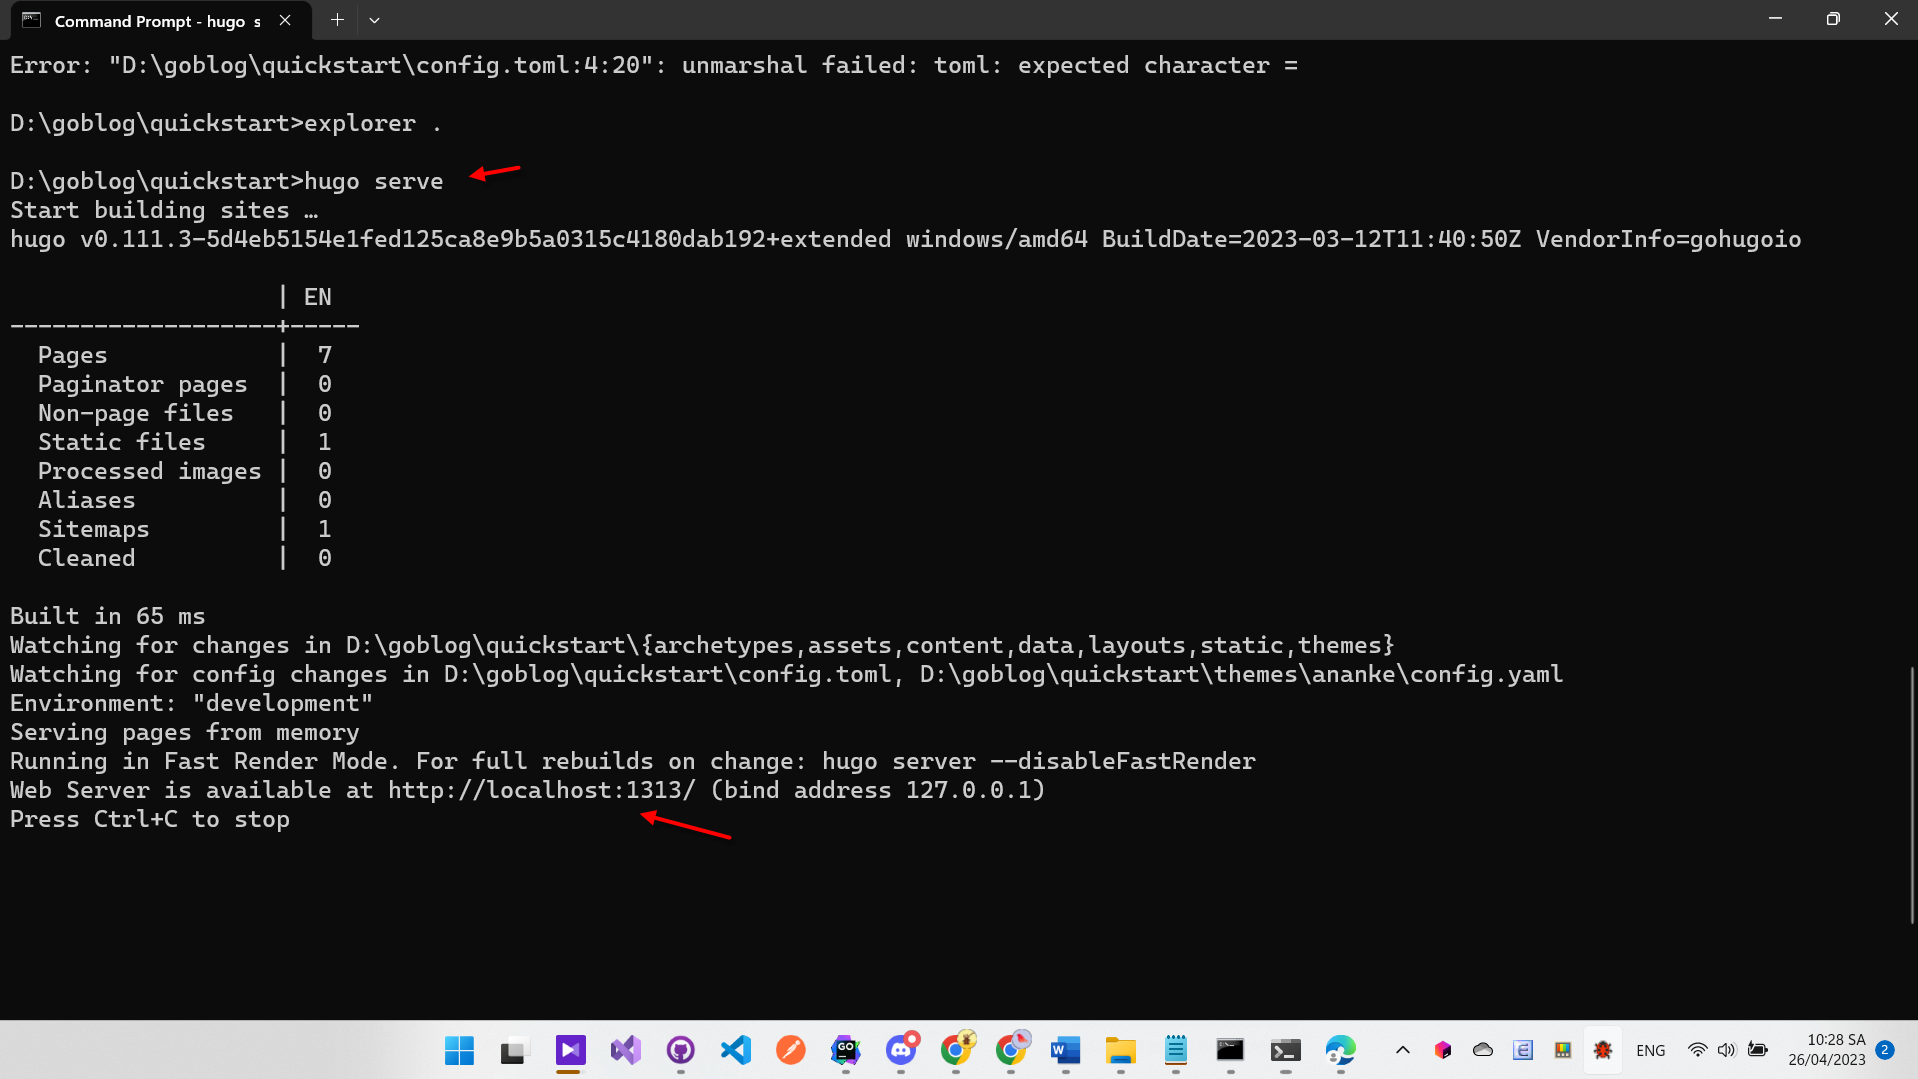 Command Prompt - hugo s
Error: "D:\goblog\quickstart\config.toml:4:20": unmarshal failed: toml: expected character =
D:\goblog\quickstart>explorer .
D:\goblog\quickstart>hugo serve
Start building sites …
hugo v0.111.3-5d4eb5154e1fed125ca8e9b5a0315c4180dab192+extended windows/amd64 BuildDate=2023-03-12T11:40:50Z VendorInfo=gohugoio
| EN
-------------------+-----
Pages | 7
Paginator pages | 0
Non-page files | 0
Static files | 1
Processed images | 0
Aliases | 0
Sitemaps | 1
Cleaned | 0
Built in 65 ms
Watching for changes in D:\goblog\quickstart\{archetypes,assets,content,data,layouts,static,themes}
Watching for config changes in D:\goblog\quickstart\config.toml, D:\goblog\quickstart\themes\ananke\config.yaml
Environment: "development"
Serving pages from memory
Running in Fast Render Mode. For full rebuilds on change: hugo server --disableFastRender
Web Server is available at http://localhost:1313/ (bind address 127.0.0.1)
Press Ctrl+C to stop
GO
W
ENG
10:28 SA
26/04/2023
2